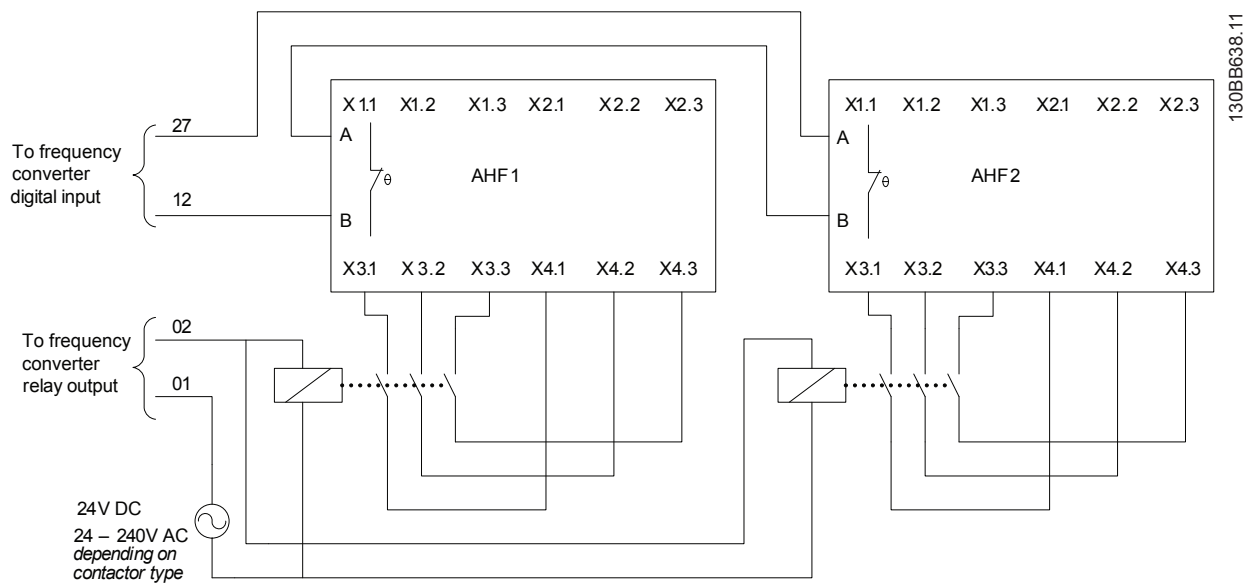 130BB638.11
X1.1 X1.2 X1.3 X2.1 X2.2 X2.3
X1.1 X1.2 X1.3 X2.1 X2.2 X2.3
27
A
A
To frequency
converter
digital input
θ
AHF1
θ
AHF2
12
B
B
X3.1 X3.2 X3.3 X4.1 X4.2 X4.3
X3.1 X3.2 X3.3 X4.1 X4.2 X4.3
02
To frequency
converter
relay output
01
24V DC
24 – 240V AC
depending on
contactor type